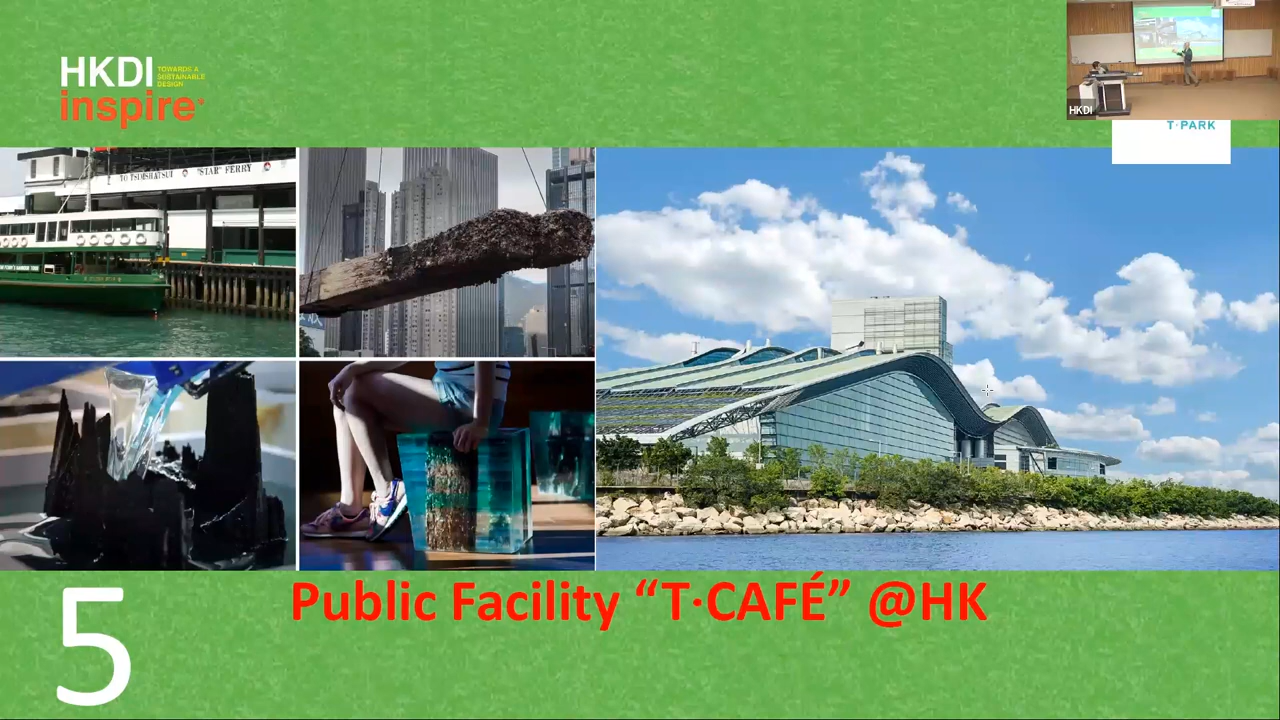 HKDI
TOWARDS A
SUSTAINABLE
DESIGN
inspire
HKDI
T·PARK
TO TSIMSHATSUI "STAR" FERRY
Public Facility “T·CAFÉ” @HK
5